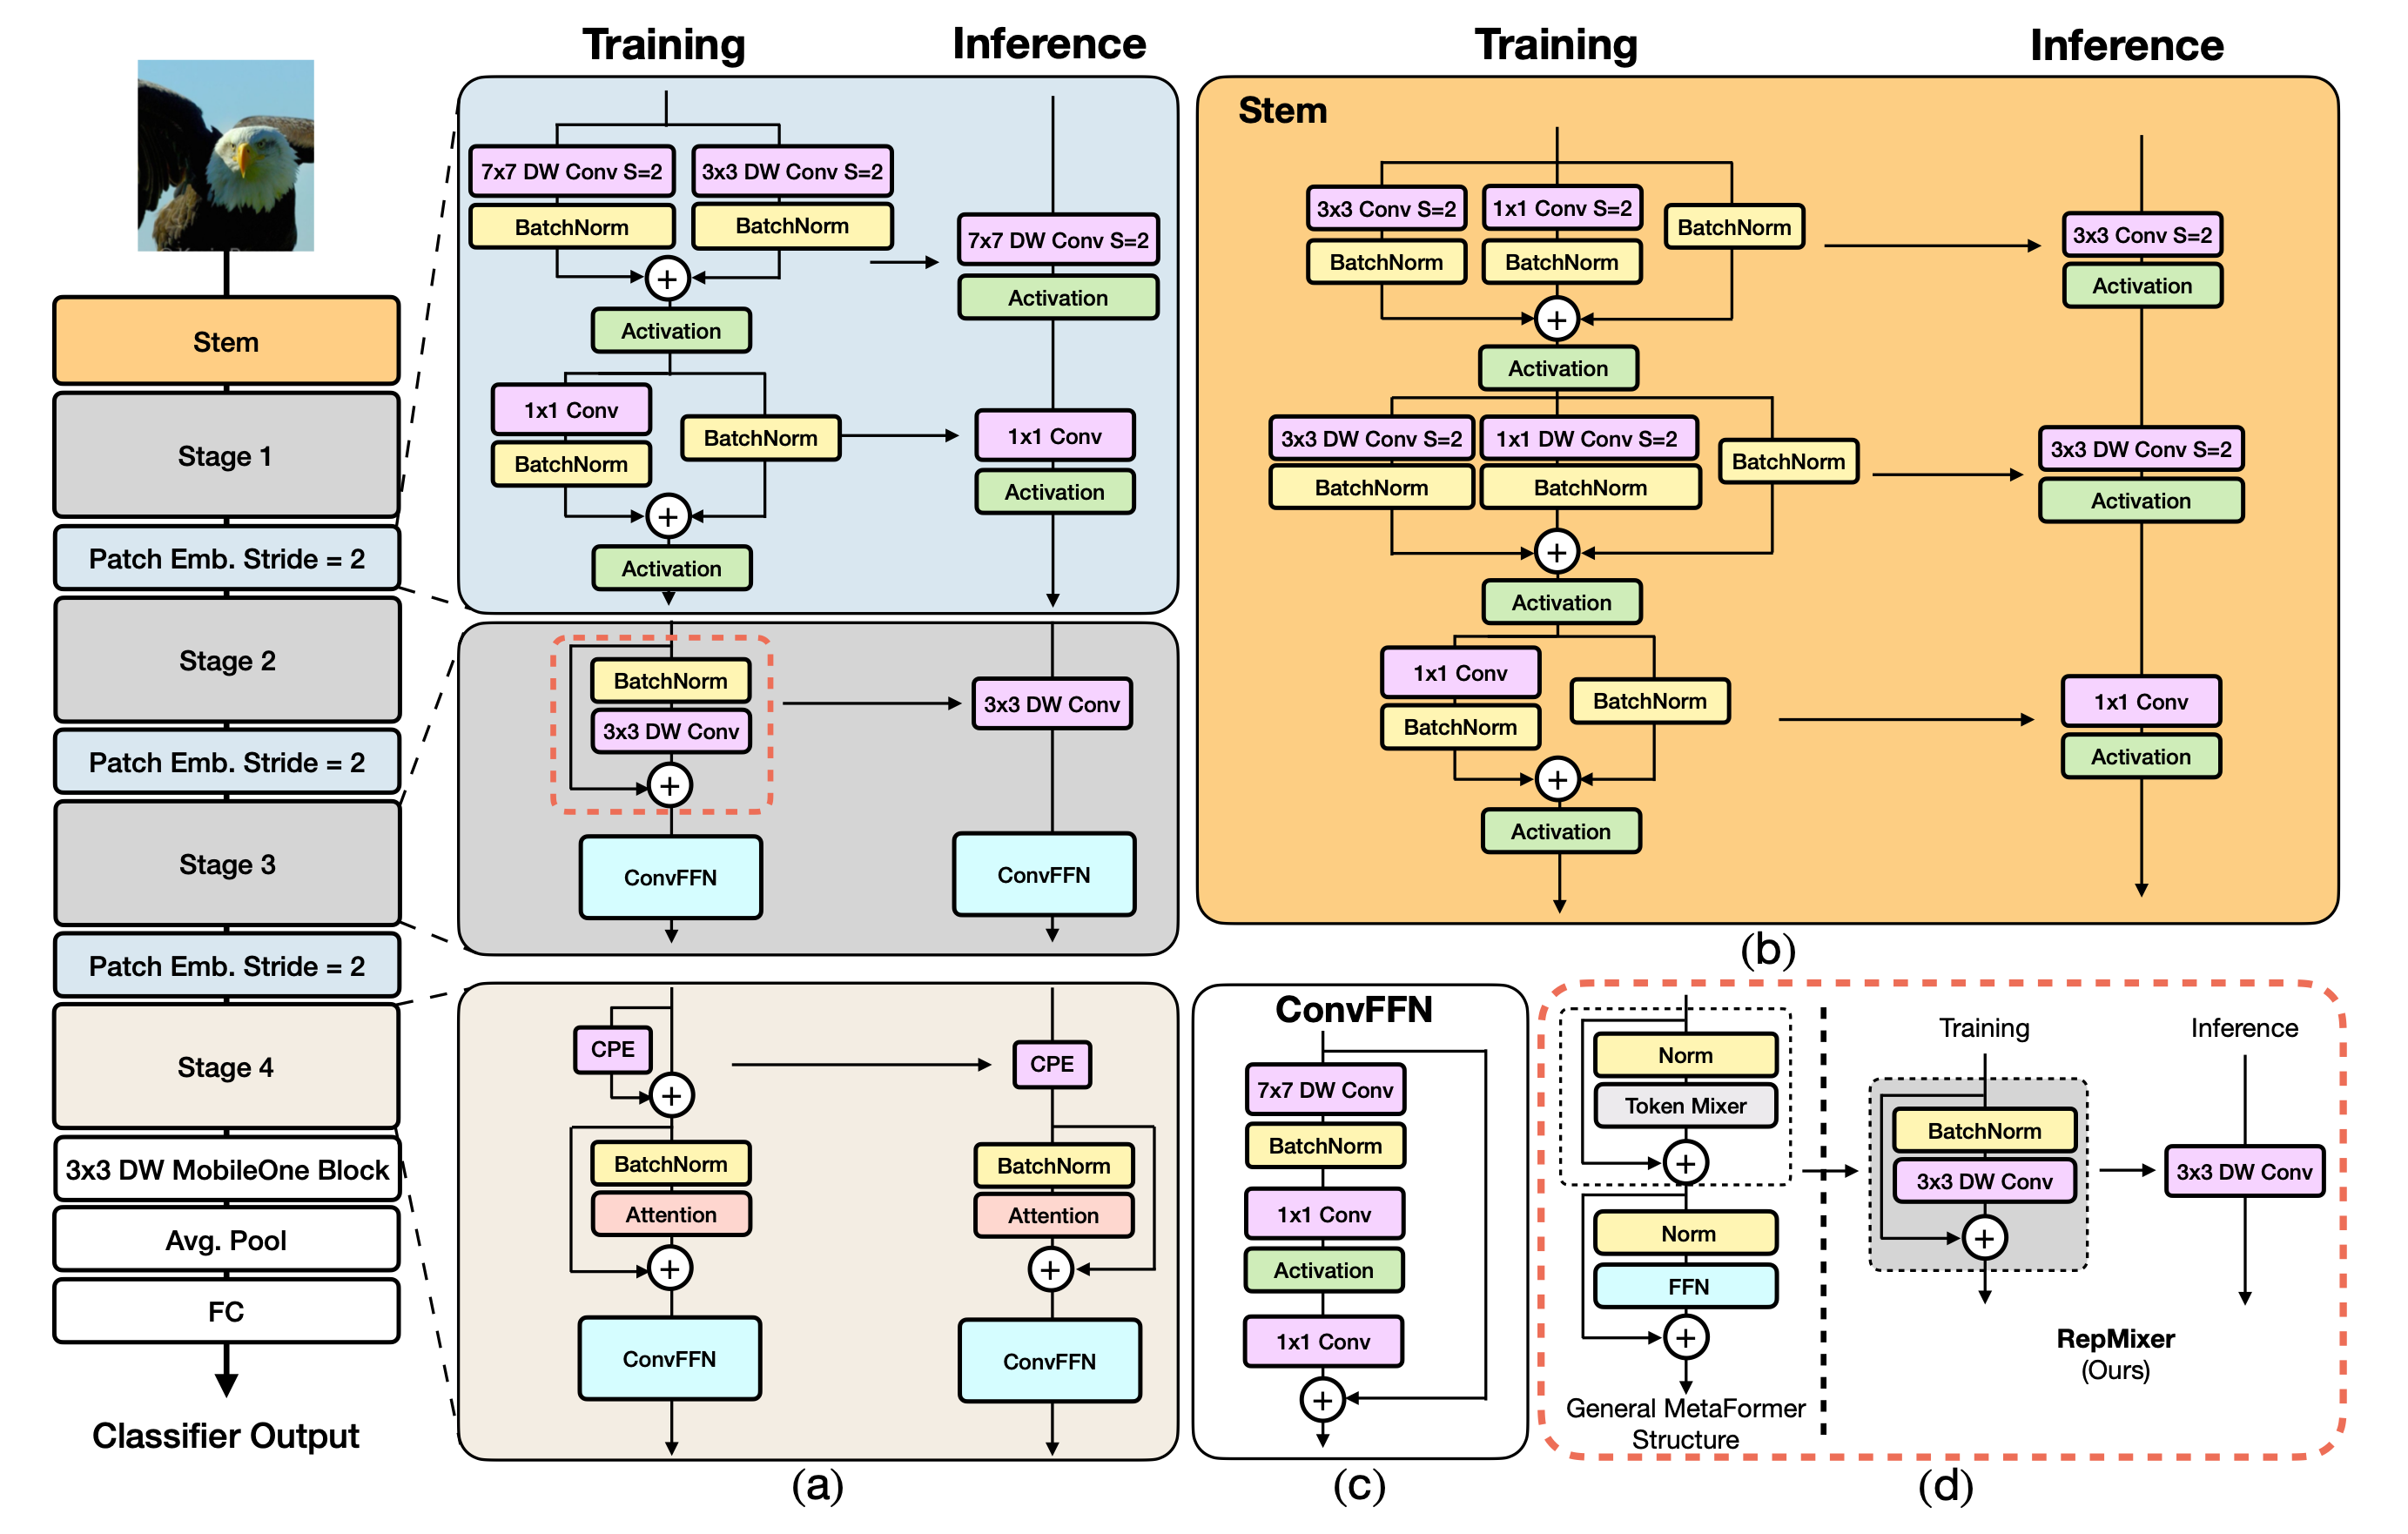 Training
Inference
Training
Inference
Stem
Stage 1
Patch Emb. Stride = 2
Stage 2
Patch Emb. Stride = 2
Stage 3
Patch Emb. Stride = 2
Stage 4
3x3 DW MobileOne Block
Avg. Pool
FC
Classifier Output
7x7 DW Conv S=2
3x3 DW Conv S=2
BatchNorm
BatchNorm
+
Activation
1x1 Conv
BatchNorm
BatchNorm
+
Activation
7x7 DW Conv S=2
Activation
1x1 Conv
Activation
BatchNorm
3x3 DW Conv
+
ConvFFN
3x3 DW Conv
ConvFFN
CPE
+
BatchNorm
Attention
+
ConvFFN
CPE
BatchNorm
Attention
+
ConvFFN
(a)
Stem
3x3 Conv S=2
1x1 Conv S=2
BatchNorm
BatchNorm
BatchNorm
+
Activation
3x3 DW Conv S=2
1x1 DW Conv S=2
BatchNorm
BatchNorm
BatchNorm
+
Activation
1x1 Conv
BatchNorm
BatchNorm
+
Activation
3x3 Conv S=2
Activation
3x3 DW Conv S=2
Activation
1x1 Conv
Activation
(b)
ConvFFN
7x7 DW Conv
BatchNorm
1x1 Conv
Activation
1x1 Conv
+
(c)
Norm
Token Mixer
+
Norm
FFN
+
General MetaFormer
Structure
Training
Inference
BatchNorm
3x3 DW Conv
+
3x3 DW Conv
RepMixer
(Ours)
(d)